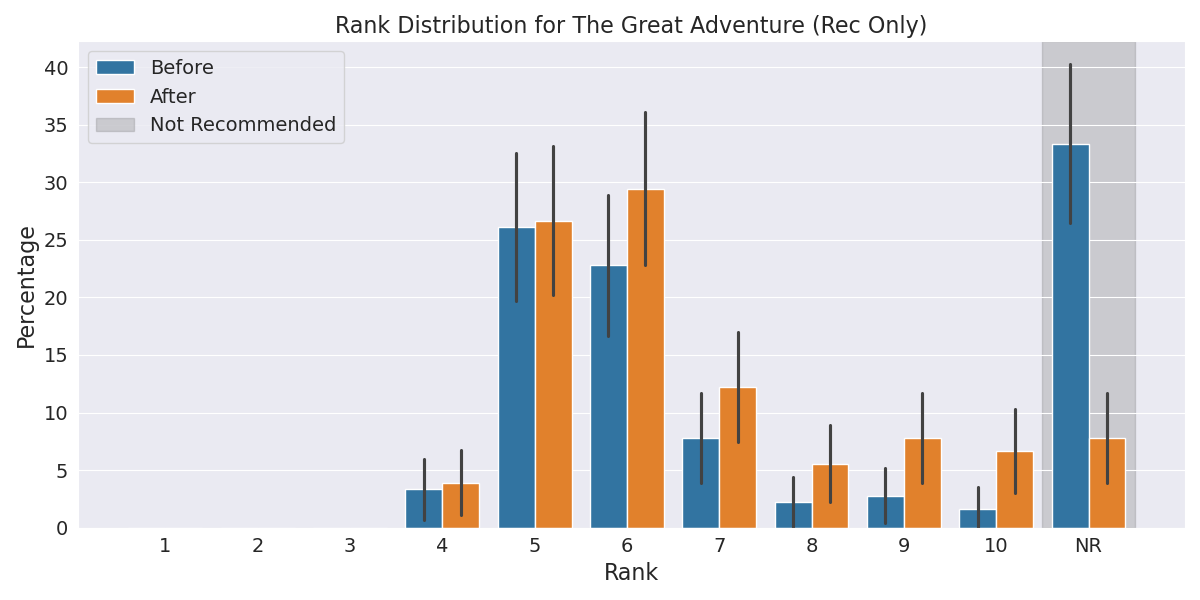 Rank Distribution for The Great Adventure (Rec Only)
Before
After
Not Recommended
40
35
30
25
20
15
10
5
0
Percentage
1 2 3 4 5 6 7 8 9 10 NR
Rank